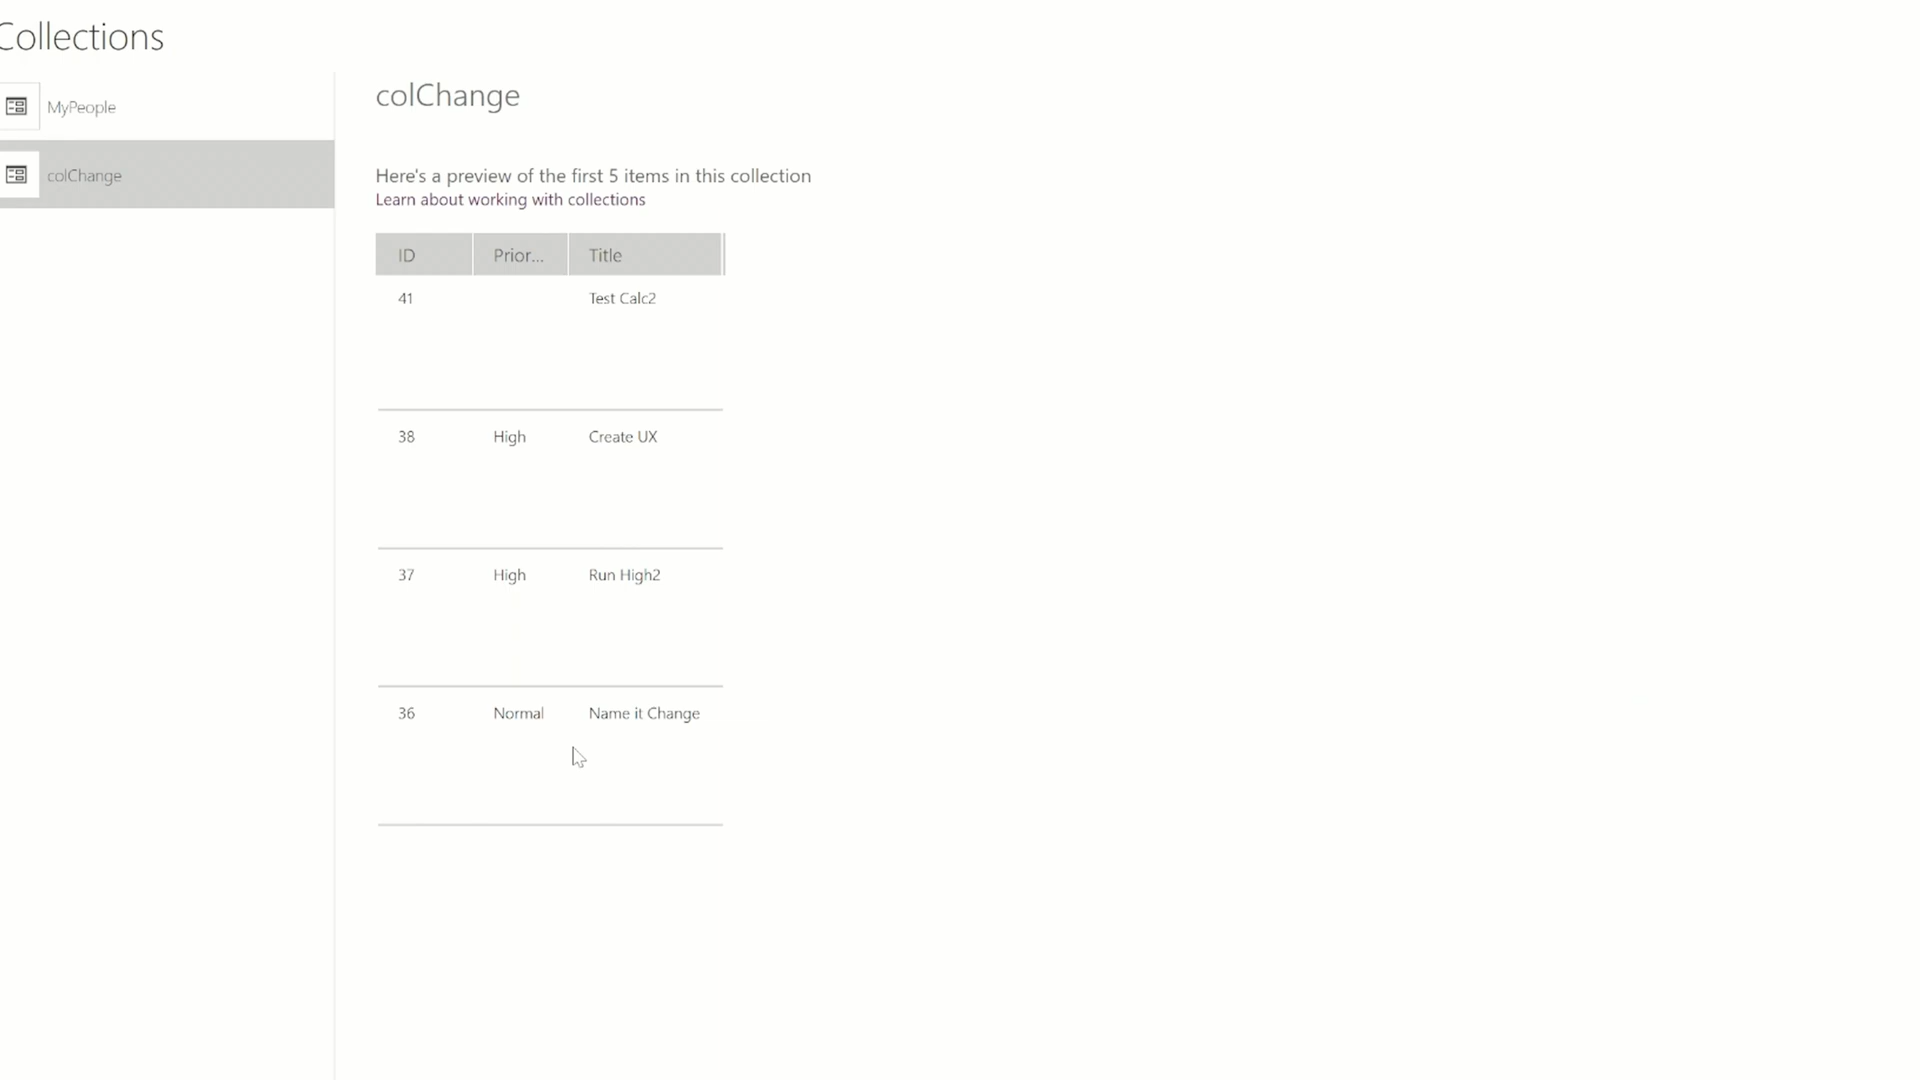 Collections
MyPeople
colChange
colChange
Here's a preview of the first 5 items in this collection
Learn about working with collections
ID Prior... Title
41 Test Calc2
38 High Create UX
37 High Run High2
36 Normal Name it Change